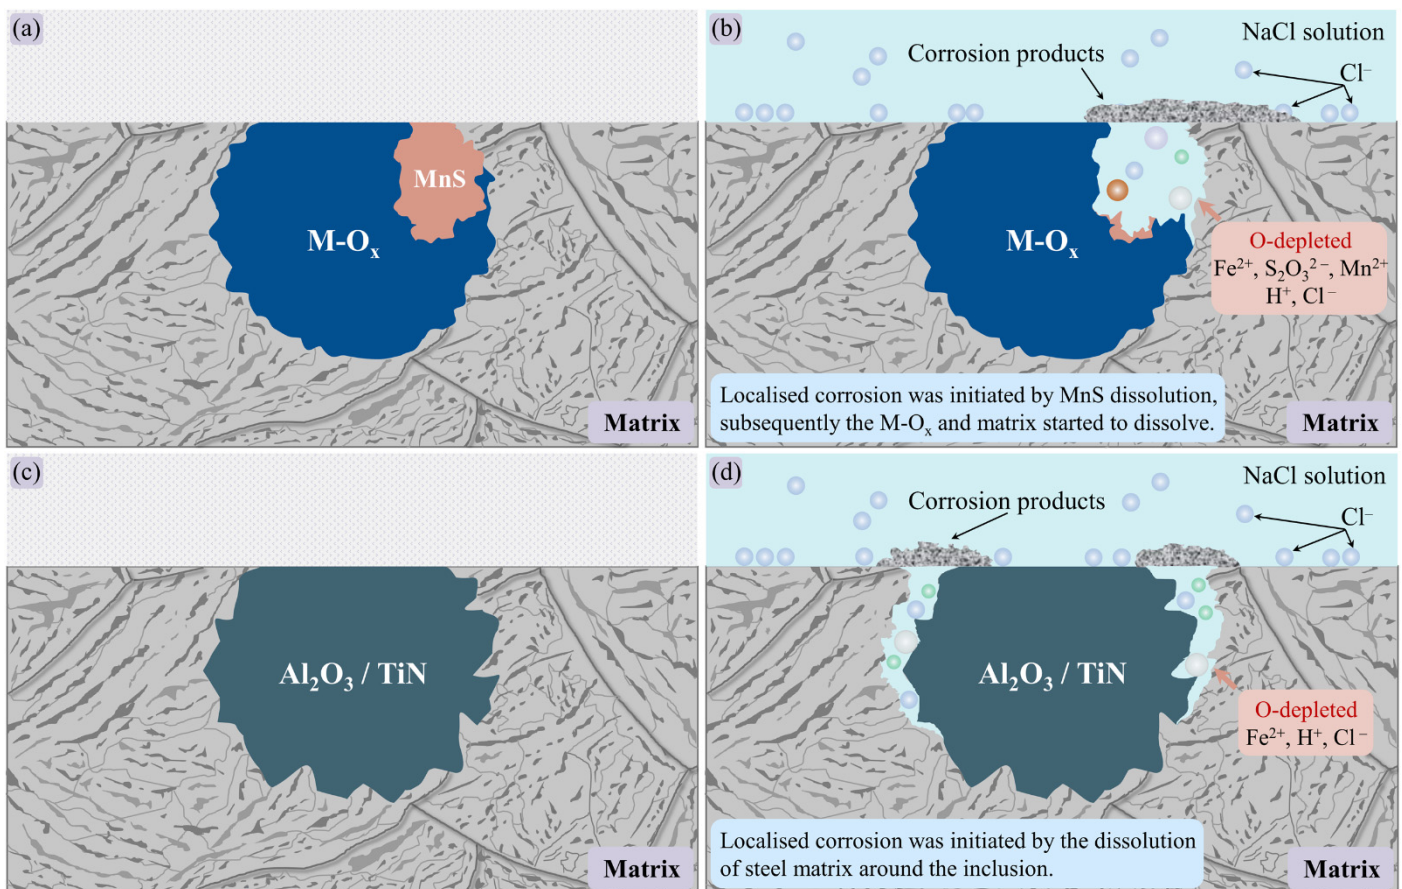 (a)
MnS
M-Oₓ
Matrix
(b)
NaCl solution
Corrosion products
Cl⁻
M-Oₓ
O-depleted
Fe²⁺, S₂O₃²⁻, Mn²⁺
H⁺, Cl⁻
Localised corrosion was initiated by MnS dissolution,
subsequently the M-Oₓ and matrix started to dissolve.
Matrix
(c)
Al₂O₃ / TiN
Matrix
(d)
NaCl solution
Corrosion products
Cl⁻
Al₂O₃ / TiN
O-depleted
Fe²⁺, H⁺, Cl⁻
Localised corrosion was initiated by the dissolution
of steel matrix around the inclusion.
Matrix